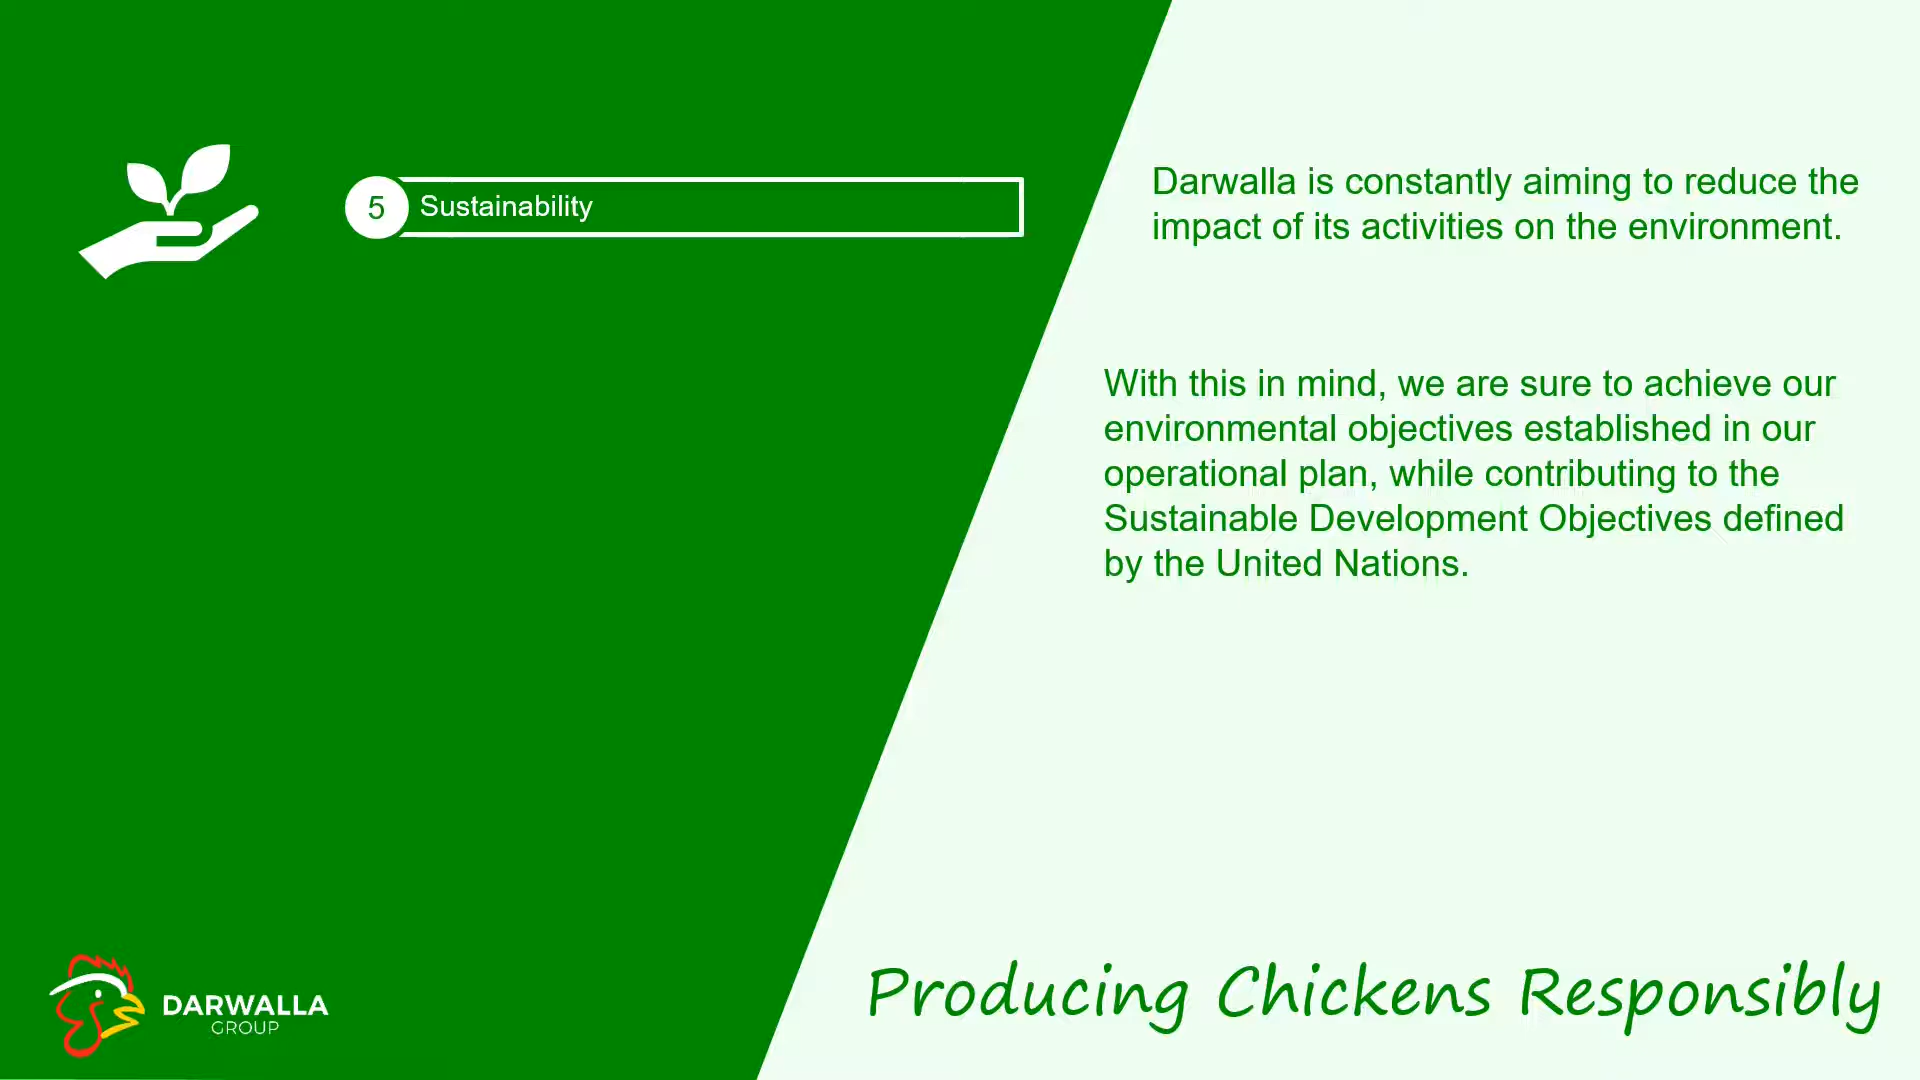 5 Sustainability
Darwalla is constantly aiming to reduce the
impact of its activities on the environment.
With this in mind, we are sure to achieve our
environmental objectives established in our
operational plan, while contributing to the
Sustainable Development Objectives defined
by the United Nations.
DARWALLA
GROUP
Producing Chickens Responsibly